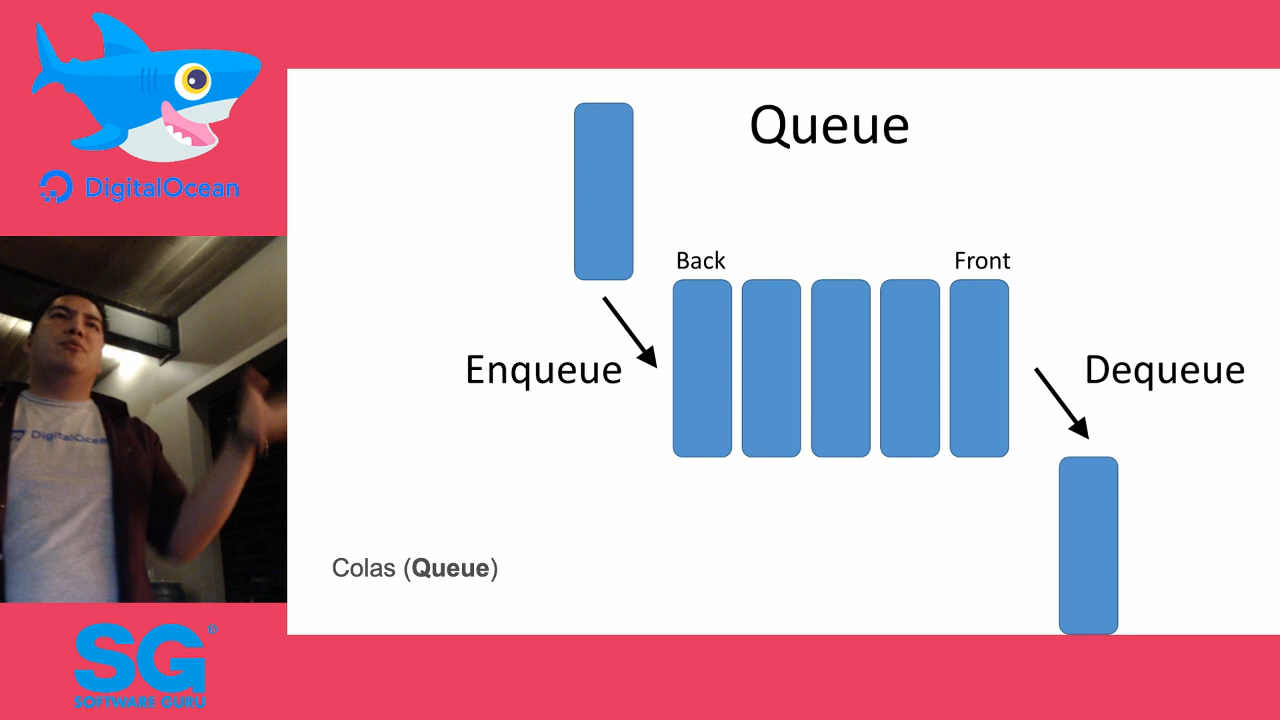 DigitalOcean
Queue
Back
Front
Enqueue
Dequeue
DigitalOcean
Colas (Queue)
SG
SOFTWARE GURU